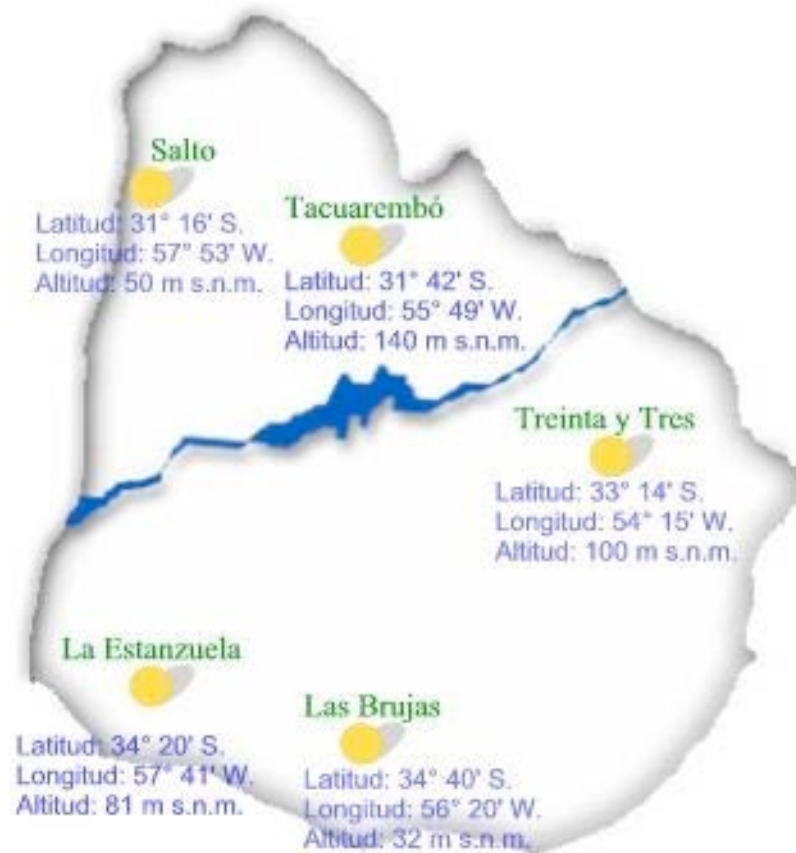 Salto
Latitud: 31° 16' S.
Longitud: 57° 53' W.
Altitud: 50 m s.n.m.
Tacuarembó
Latitud: 31° 42' S.
Longitud: 55° 49' W.
Altitud: 140 m s.n.m.
Treinta y Tres
Latitud: 33° 14' S.
Longitud: 54° 15' W.
Altitud: 100 m s.n.m.
La Estanzuela
Latitud: 34° 20' S.
Longitud: 57° 41' W.
Altitud: 81 m s.n.m.
Las Brujas
Latitud: 34° 40' S.
Longitud: 56° 20' W.
Altitud: 32 m s.n.m.